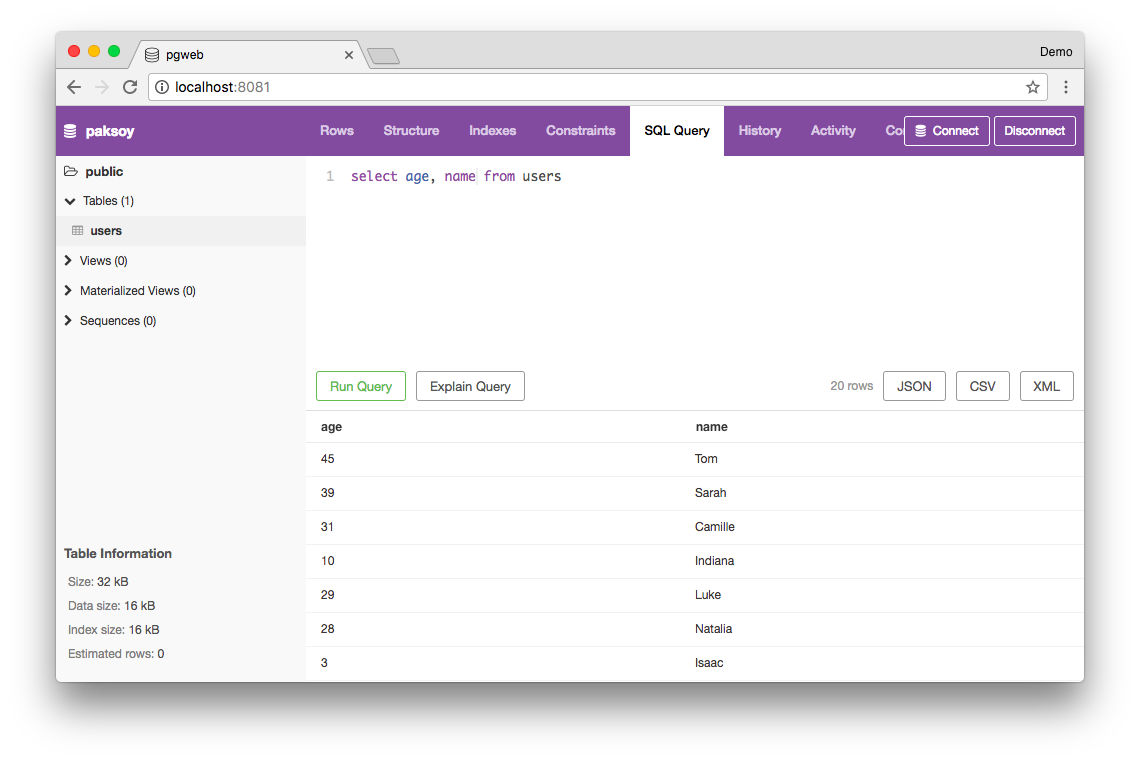 pgweb
Demo
localhost:8081
paksoy
Rows Structure Indexes Constraints SQL Query History Activity Connect Disconnect
public
Tables (1)
users
Views (0)
Materialized Views (0)
Sequences (0)
1 select age, name from users
Run Query Explain Query 20 rows JSON CSV XML
age name
45 Tom
39 Sarah
31 Camille
10 Indiana
29 Luke
28 Natalia
3 Isaac
Table Information
Size: 32 kB
Data size: 16 kB
Index size: 16 kB
Estimated rows: 0